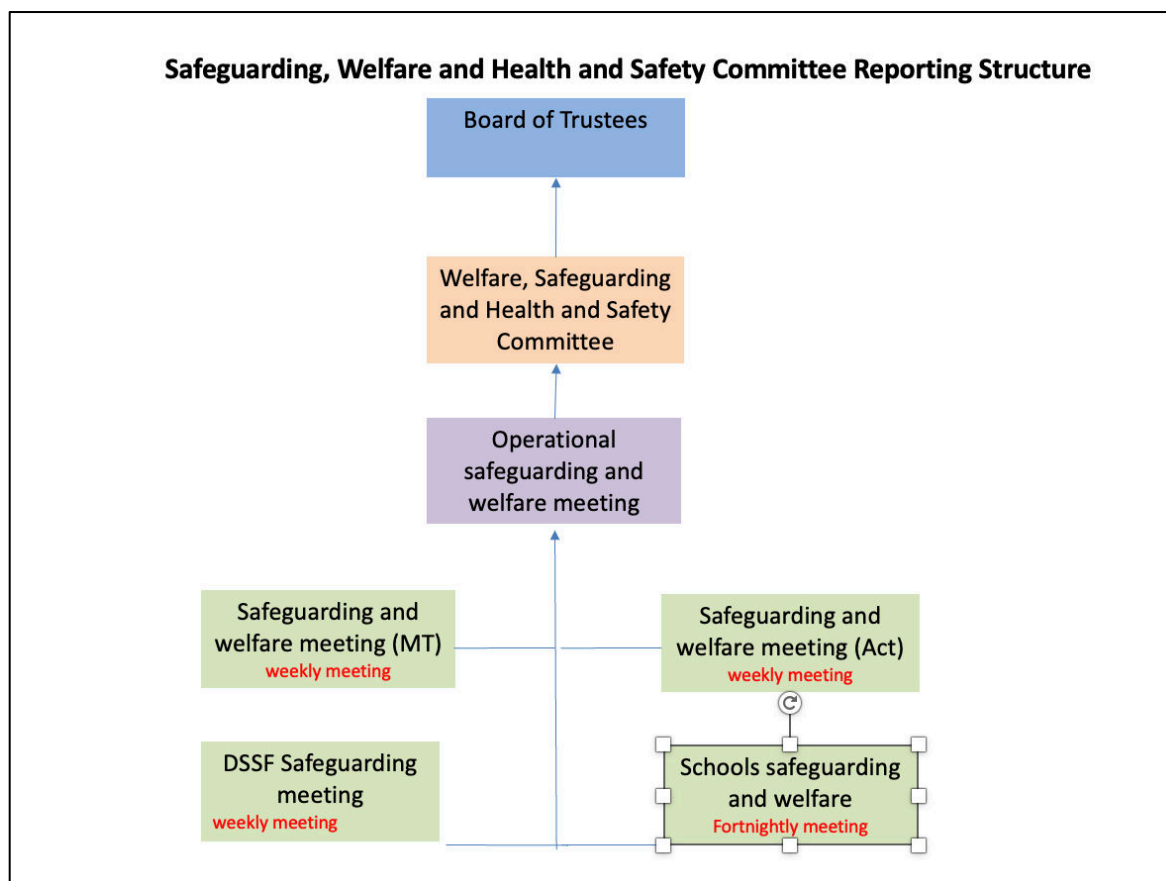 Safeguarding, Welfare and Health and Safety Committee Reporting Structure
Board of Trustees
Welfare, Safeguarding
and Health and Safety
Committee
Operational
safeguarding and
welfare meeting
Safeguarding and
welfare meeting (MT)
weekly meeting
Safeguarding and
welfare meeting (Act)
weekly meeting
DSSF Safeguarding
meeting
weekly meeting
Schools safeguarding
and welfare
Fortnightly meeting